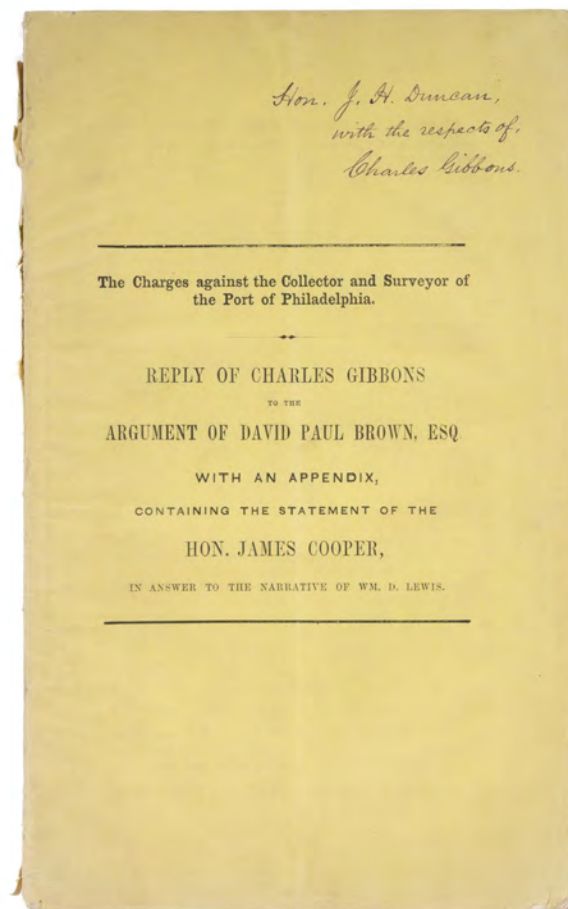 Hon. J. H. Duncan,
with the respects of,
Charles Gibbons.
The Charges against the Collector and Surveyor of
the Port of Philadelphia.
REPLY OF CHARLES GIBBONS
TO THE
ARGUMENT OF DAVID PAUL BROWN, ESQ
WITH AN APPENDIX,
CONTAINING THE STATEMENT OF THE
HON. JAMES COOPER,
IN ANSWER TO THE NARRATIVE OF WM. D. LEWIS.